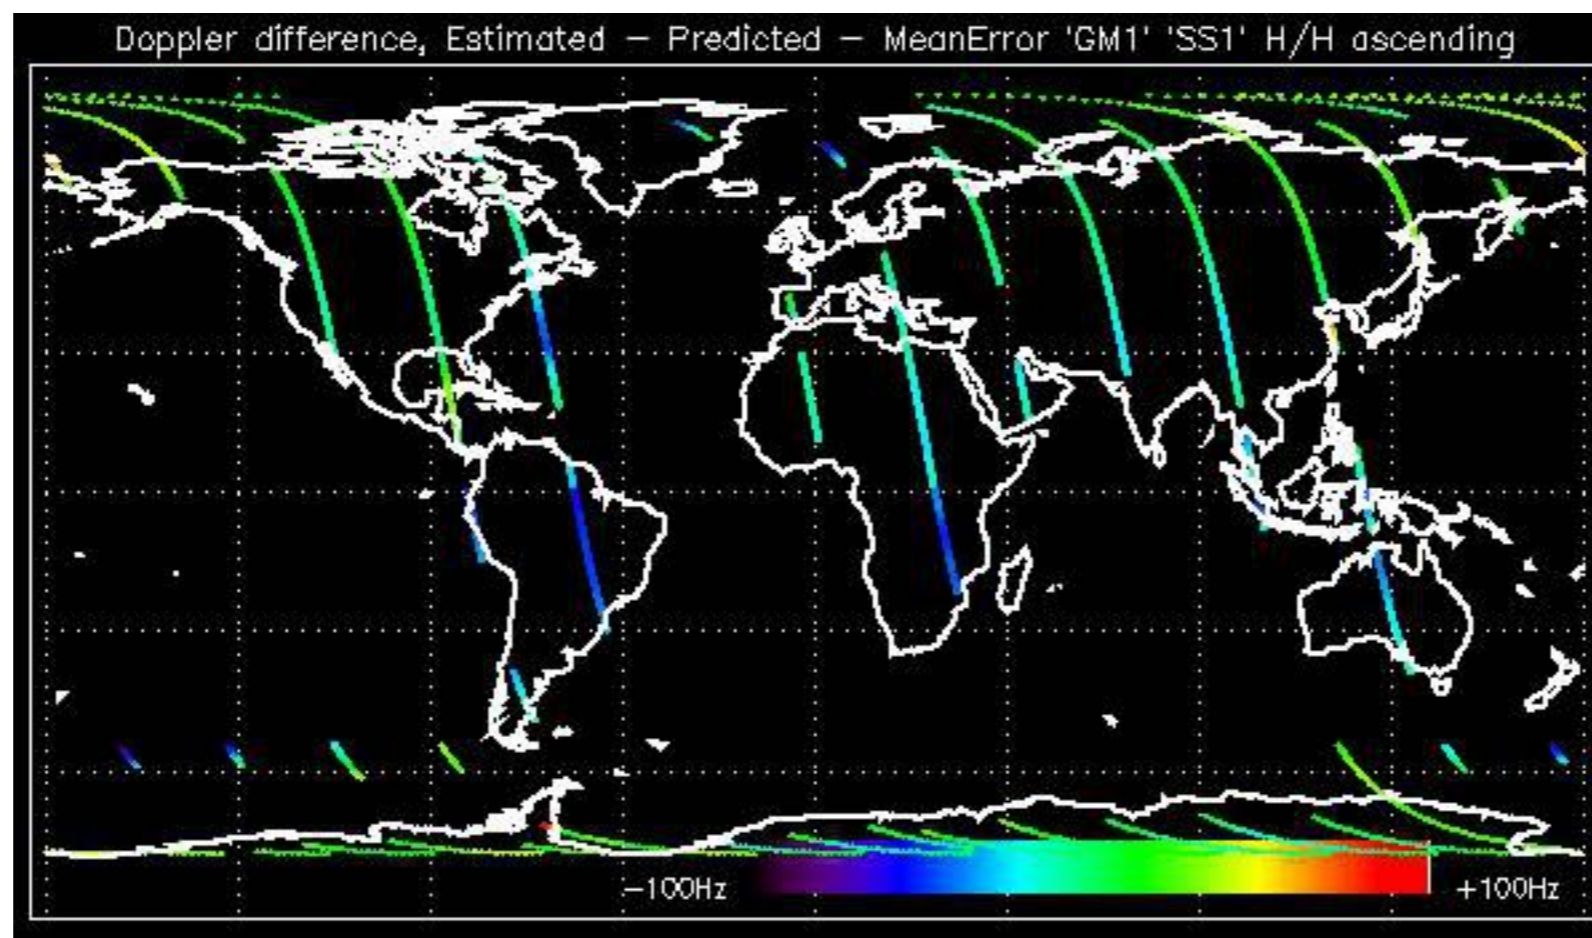 Doppler difference, Estimated − Predicted − MeanError 'GM1' 'SS1' H/H ascending
−100Hz
+100Hz